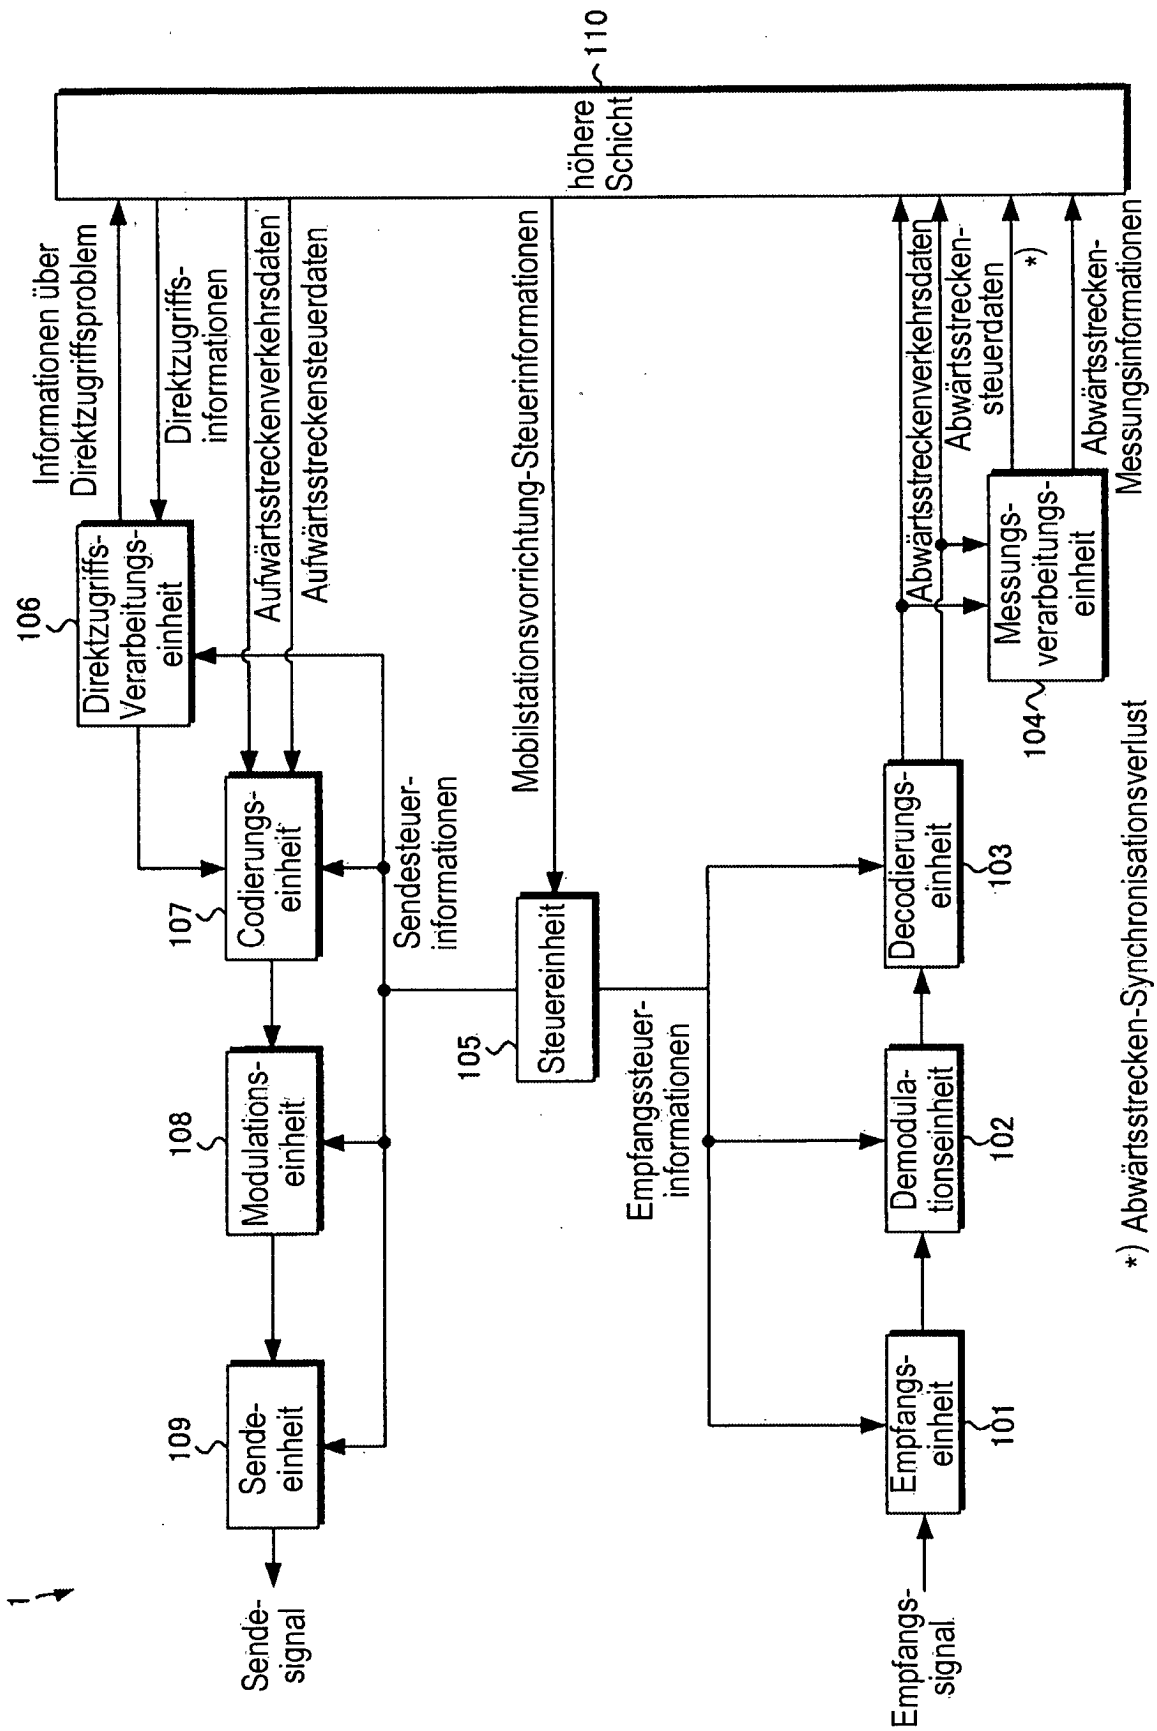 1
Sende-
signal
109
Sende-
einheit
108
Modulations-
einheit
107
Codierungs-
einheit
106
Direktzugriffs-
Verarbeitungs-
einheit
Informationen über
Direktzugriffsproblem
Direktzugriffs-
informationen
Aufwärtsstreckenverkehrsdaten
Aufwärtsstreckensteuerdaten
Sendesteuer-
informationen
105
Steuereinheit
Mobilstationsvorrichtung-Steuerinformationen
höhere
Schicht
110
Empfangssteuer-
informationen
Empfangs-
signal
Empfangs-
einheit
101
Demodula-
tionseinheit
102
Decodierungs-
einheit
103
Abwärtsstreckenverkehrsdaten
Abwärtsstrecken-
steuerdaten
*)
104
Messungs-
verarbeitungs-
einheit
Abwärtsstrecken-
Messungsinformationen
*) Abwärtsstrecken-Synchronisationsverlust